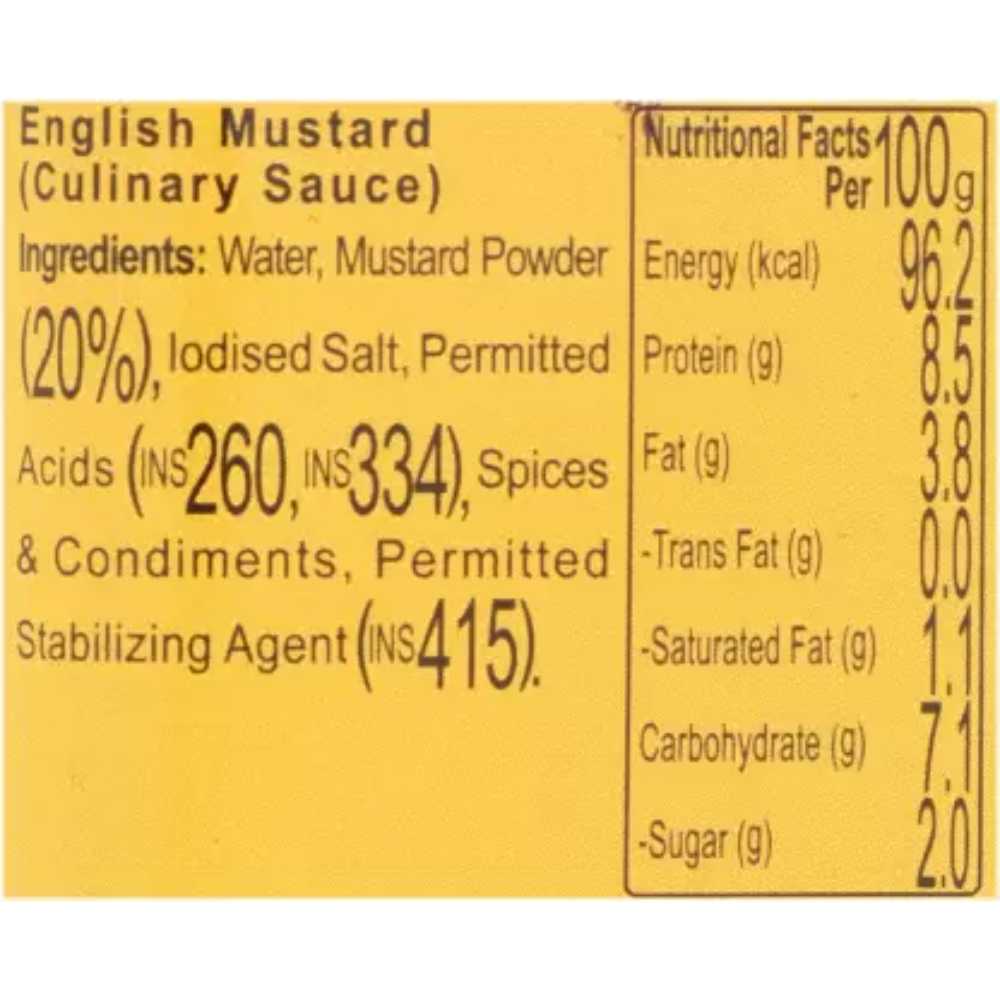 English Mustard
(Culinary Sauce)
Ingredients: Water, Mustard Powder
(20%), Iodised Salt, Permitted
Acids (INS260, INS334), Spices
& Condiments, Permitted
Stabilizing Agent (INS415).
Nutritional Facts 100g
Per
Energy (kcal) 96.2
Protein (g) 8.5
Fat (g) 3.8
-Trans Fat (g) 0.0
-Saturated Fat (g) 1.1
Carbohydrate (g) 7.1
-Sugar (g) 2.0